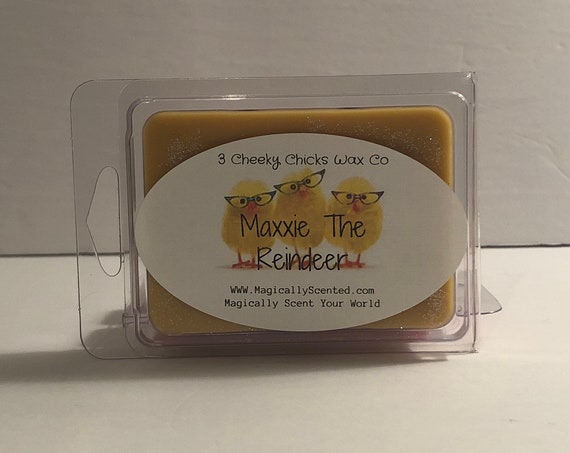 3 Cheeky Chicks Wax Co
Maxxie The
Reindeer
WWW.MagicallyScented.com
Magically Scent Your World